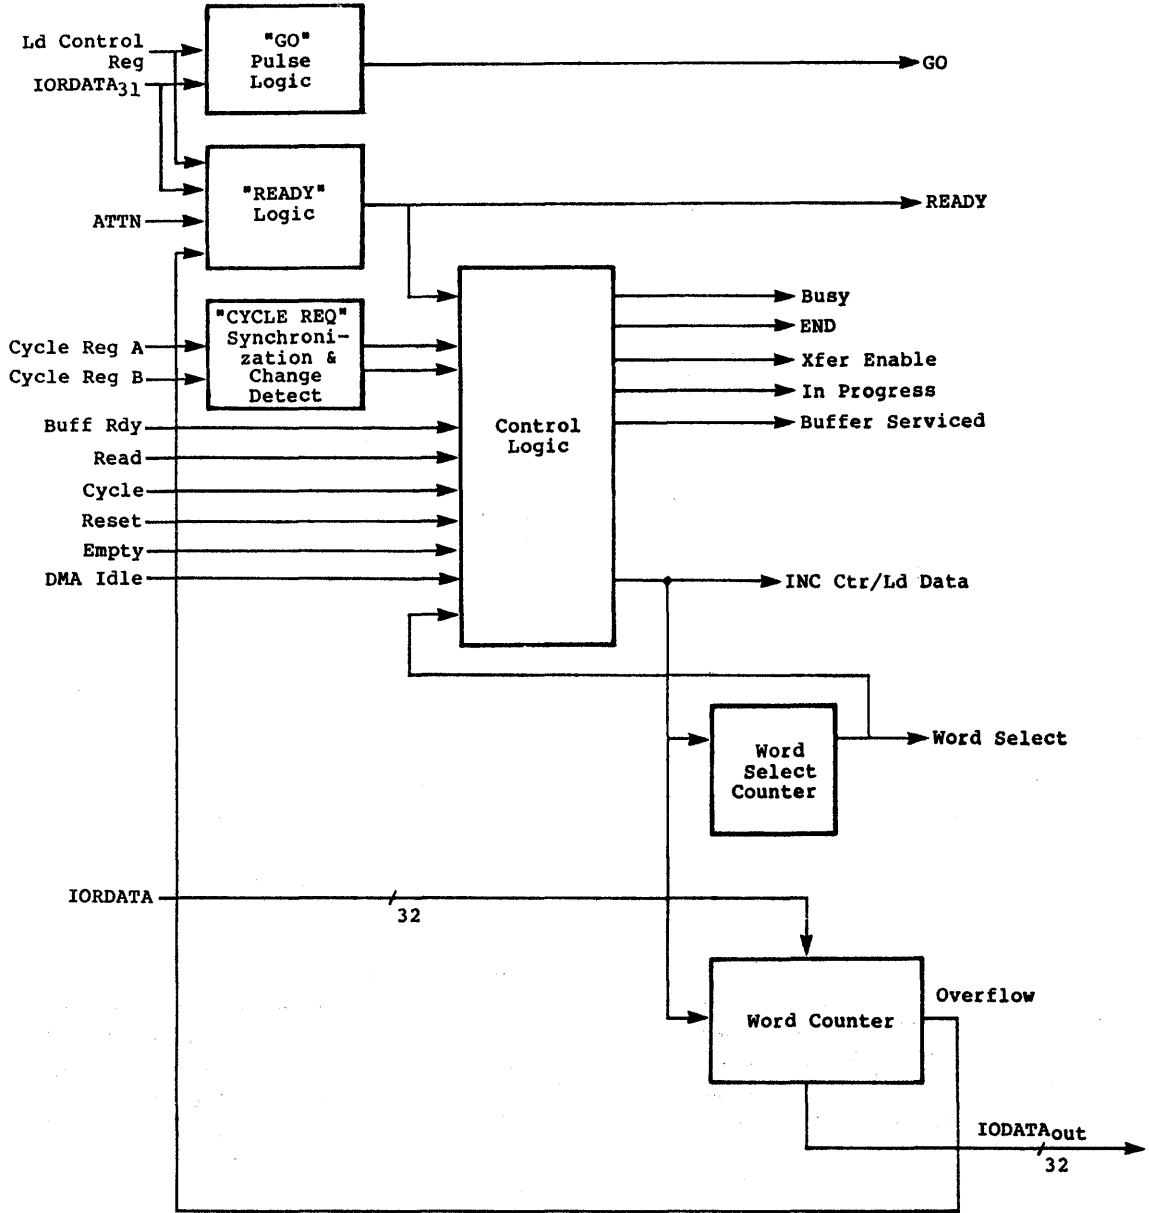 Ld Control
Reg
IORDATA31
"GO"
Pulse
Logic
GO
"READY"
Logic
READY
ATTN
"CYCLE REQ"
Synchroni-
zation &
Change
Detect
Cycle Reg A
Cycle Reg B
Buff Rdy
Read
Cycle
Reset
Empty
DMA Idle
Control
Logic
Busy
END
Xfer Enable
In Progress
Buffer Serviced
INC Ctr/Ld Data
Word
Select
Counter
Word Select
IORDATA
32
Word Counter
Overflow
IODATAout
32